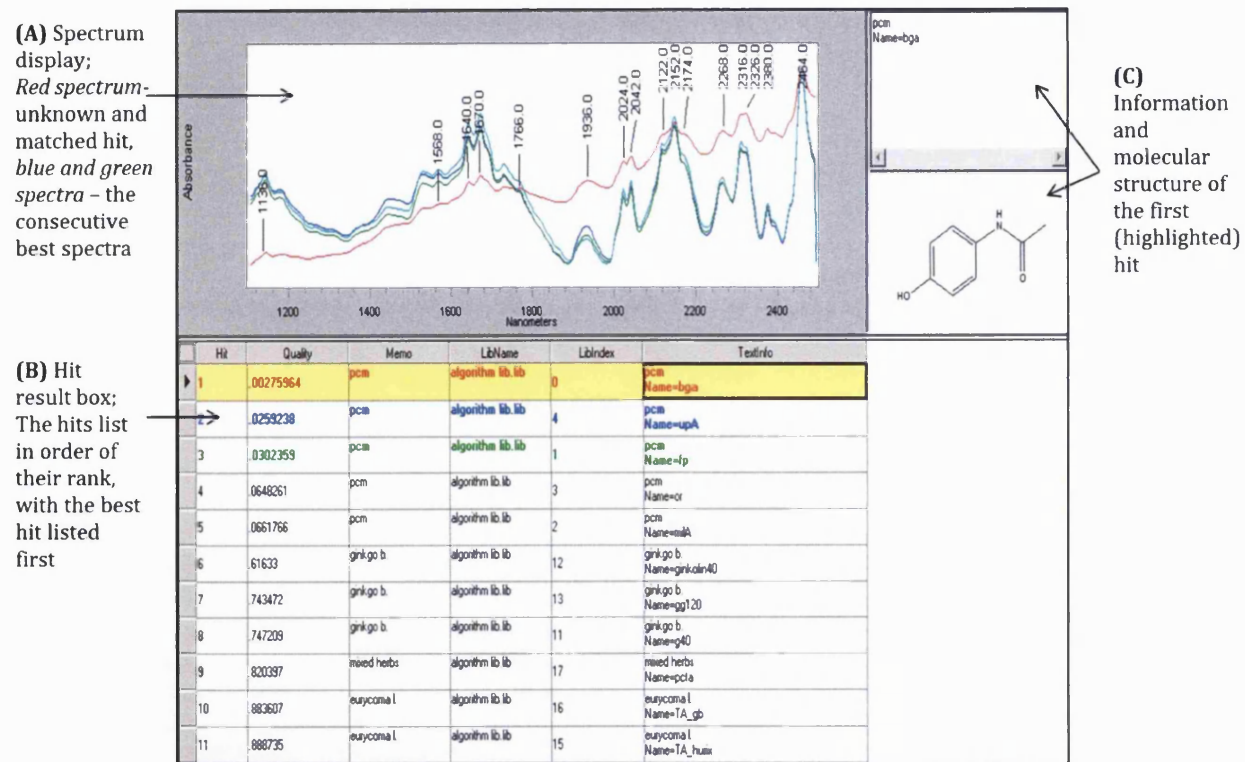 (A) Spectrum
display;
Red spectrum-
unknown and
matched hit,
blue and green
spectra – the
consecutive
best spectra
Absorbance
1136.0
1568.0
1640.0
1670.0
1766.0
1936.0
2024.0
2042.0
2122.0
2152.0
2174.0
2268.0
2316.0
2326.0
2380.0
2464.0
1200 1400 1600 1800 2000 2200 2400
Nanometers
pcm
Name=bga
H
N
O
HO
(C)
Information
and
molecular
structure of
the first
(highlighted)
hit
(B) Hit
result box;
The hits list
in order of
their rank,
with the best
hit listed
first
Hit Quality Memo LibName LibIndex TextInfo
1 .00275964 pcm algorithm lib.lib 0 pcm
Name=bga
2 .0259238 pcm algorithm lib.lib 4 pcm
Name=upA
3 .0302359 pcm algorithm lib.lib 1 pcm
Name=fp
4 .0648261 pcm algorithm lib.lib 3 pcm
Name=or
5 .0661766 pcm algorithm lib.lib 2 pcm
6 .61633 ginkgo b. algorithm lib.lib 12 ginkgo b.
Name=ginkolin40
7 .743472 ginkgo b. algorithm lib.lib 13 ginkgo b.
Name=gg120
8 .747209 ginkgo b. algorithm lib.lib 11 ginkgo b.
Name=g40
9 .820397 mixed herbs algorithm lib.lib 17 mixed herbs
Name=pcta
10 .883607 eurycoma l. algorithm lib.lib 16 eurycoma l.
Name=TA_gb
11 .888735 eurycoma l. algorithm lib.lib 15 eurycoma l.